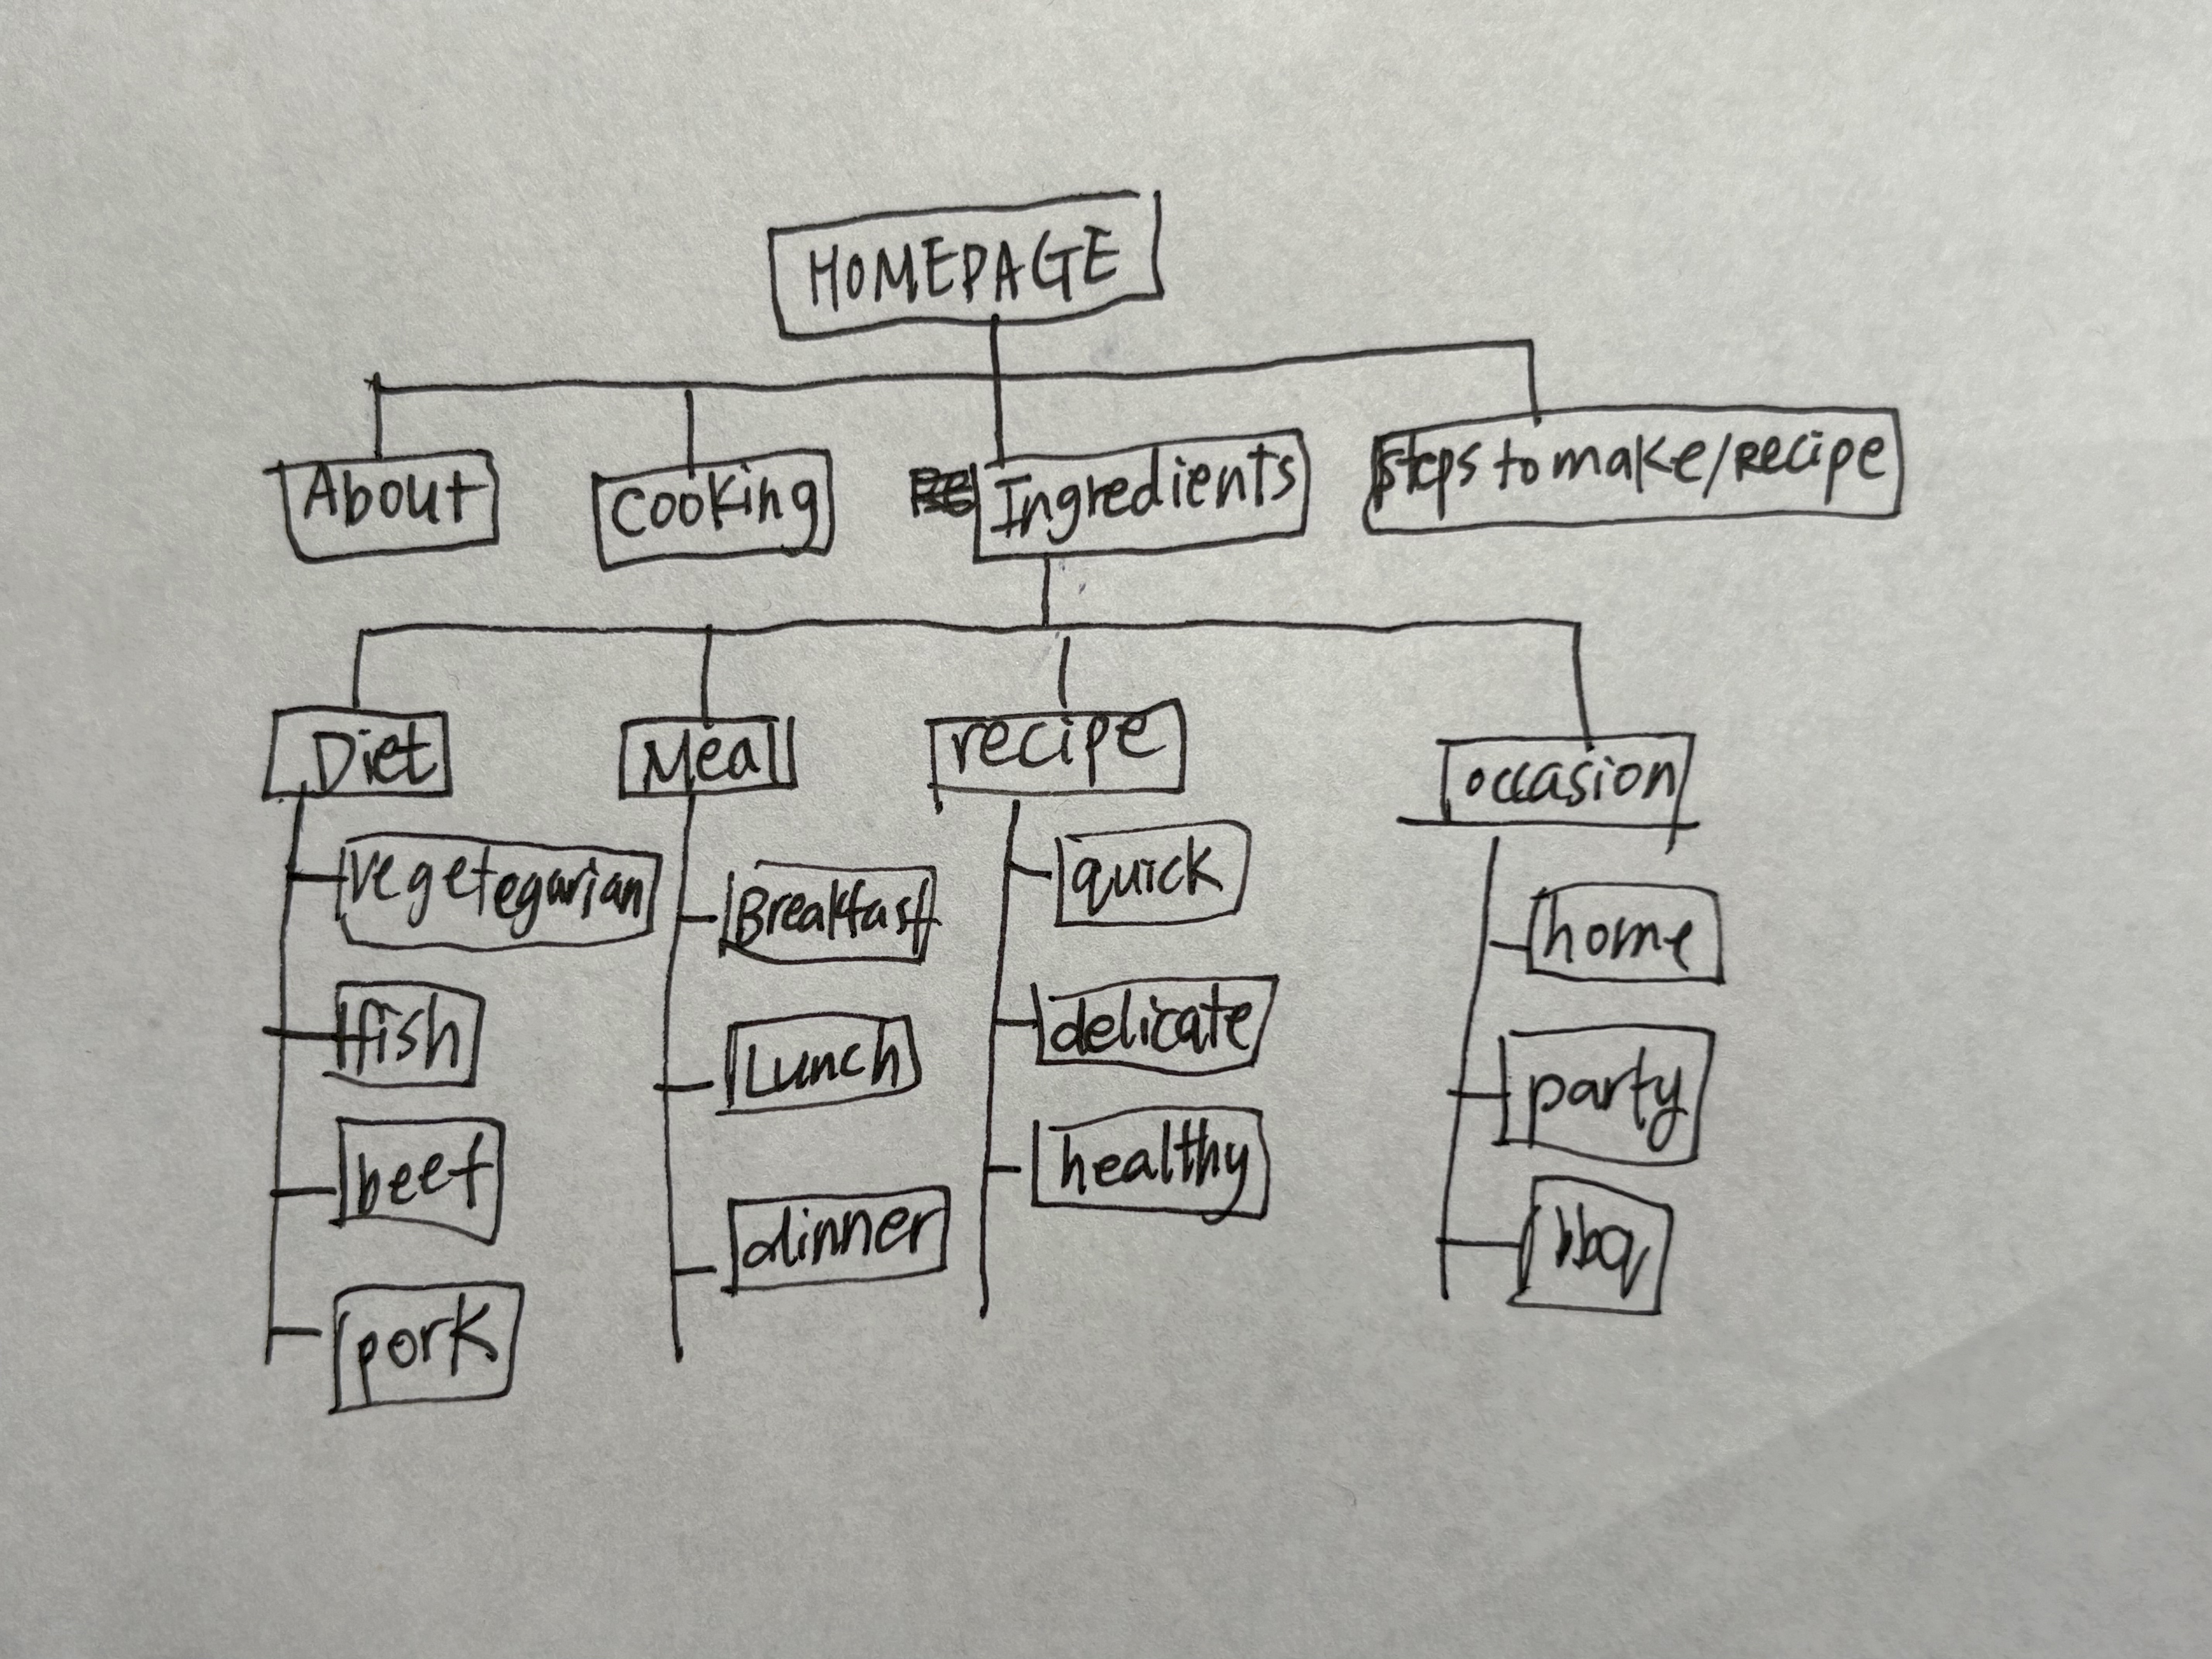 HOMEPAGE
About
Cooking
Ingredients
Steps to make/Recipe
Diet
Meal
recipe
occasion
Vegetegarian
fish
beef
pork
Breakfast
Lunch
dinner
quick
delicate
healthy
home
party
bbq